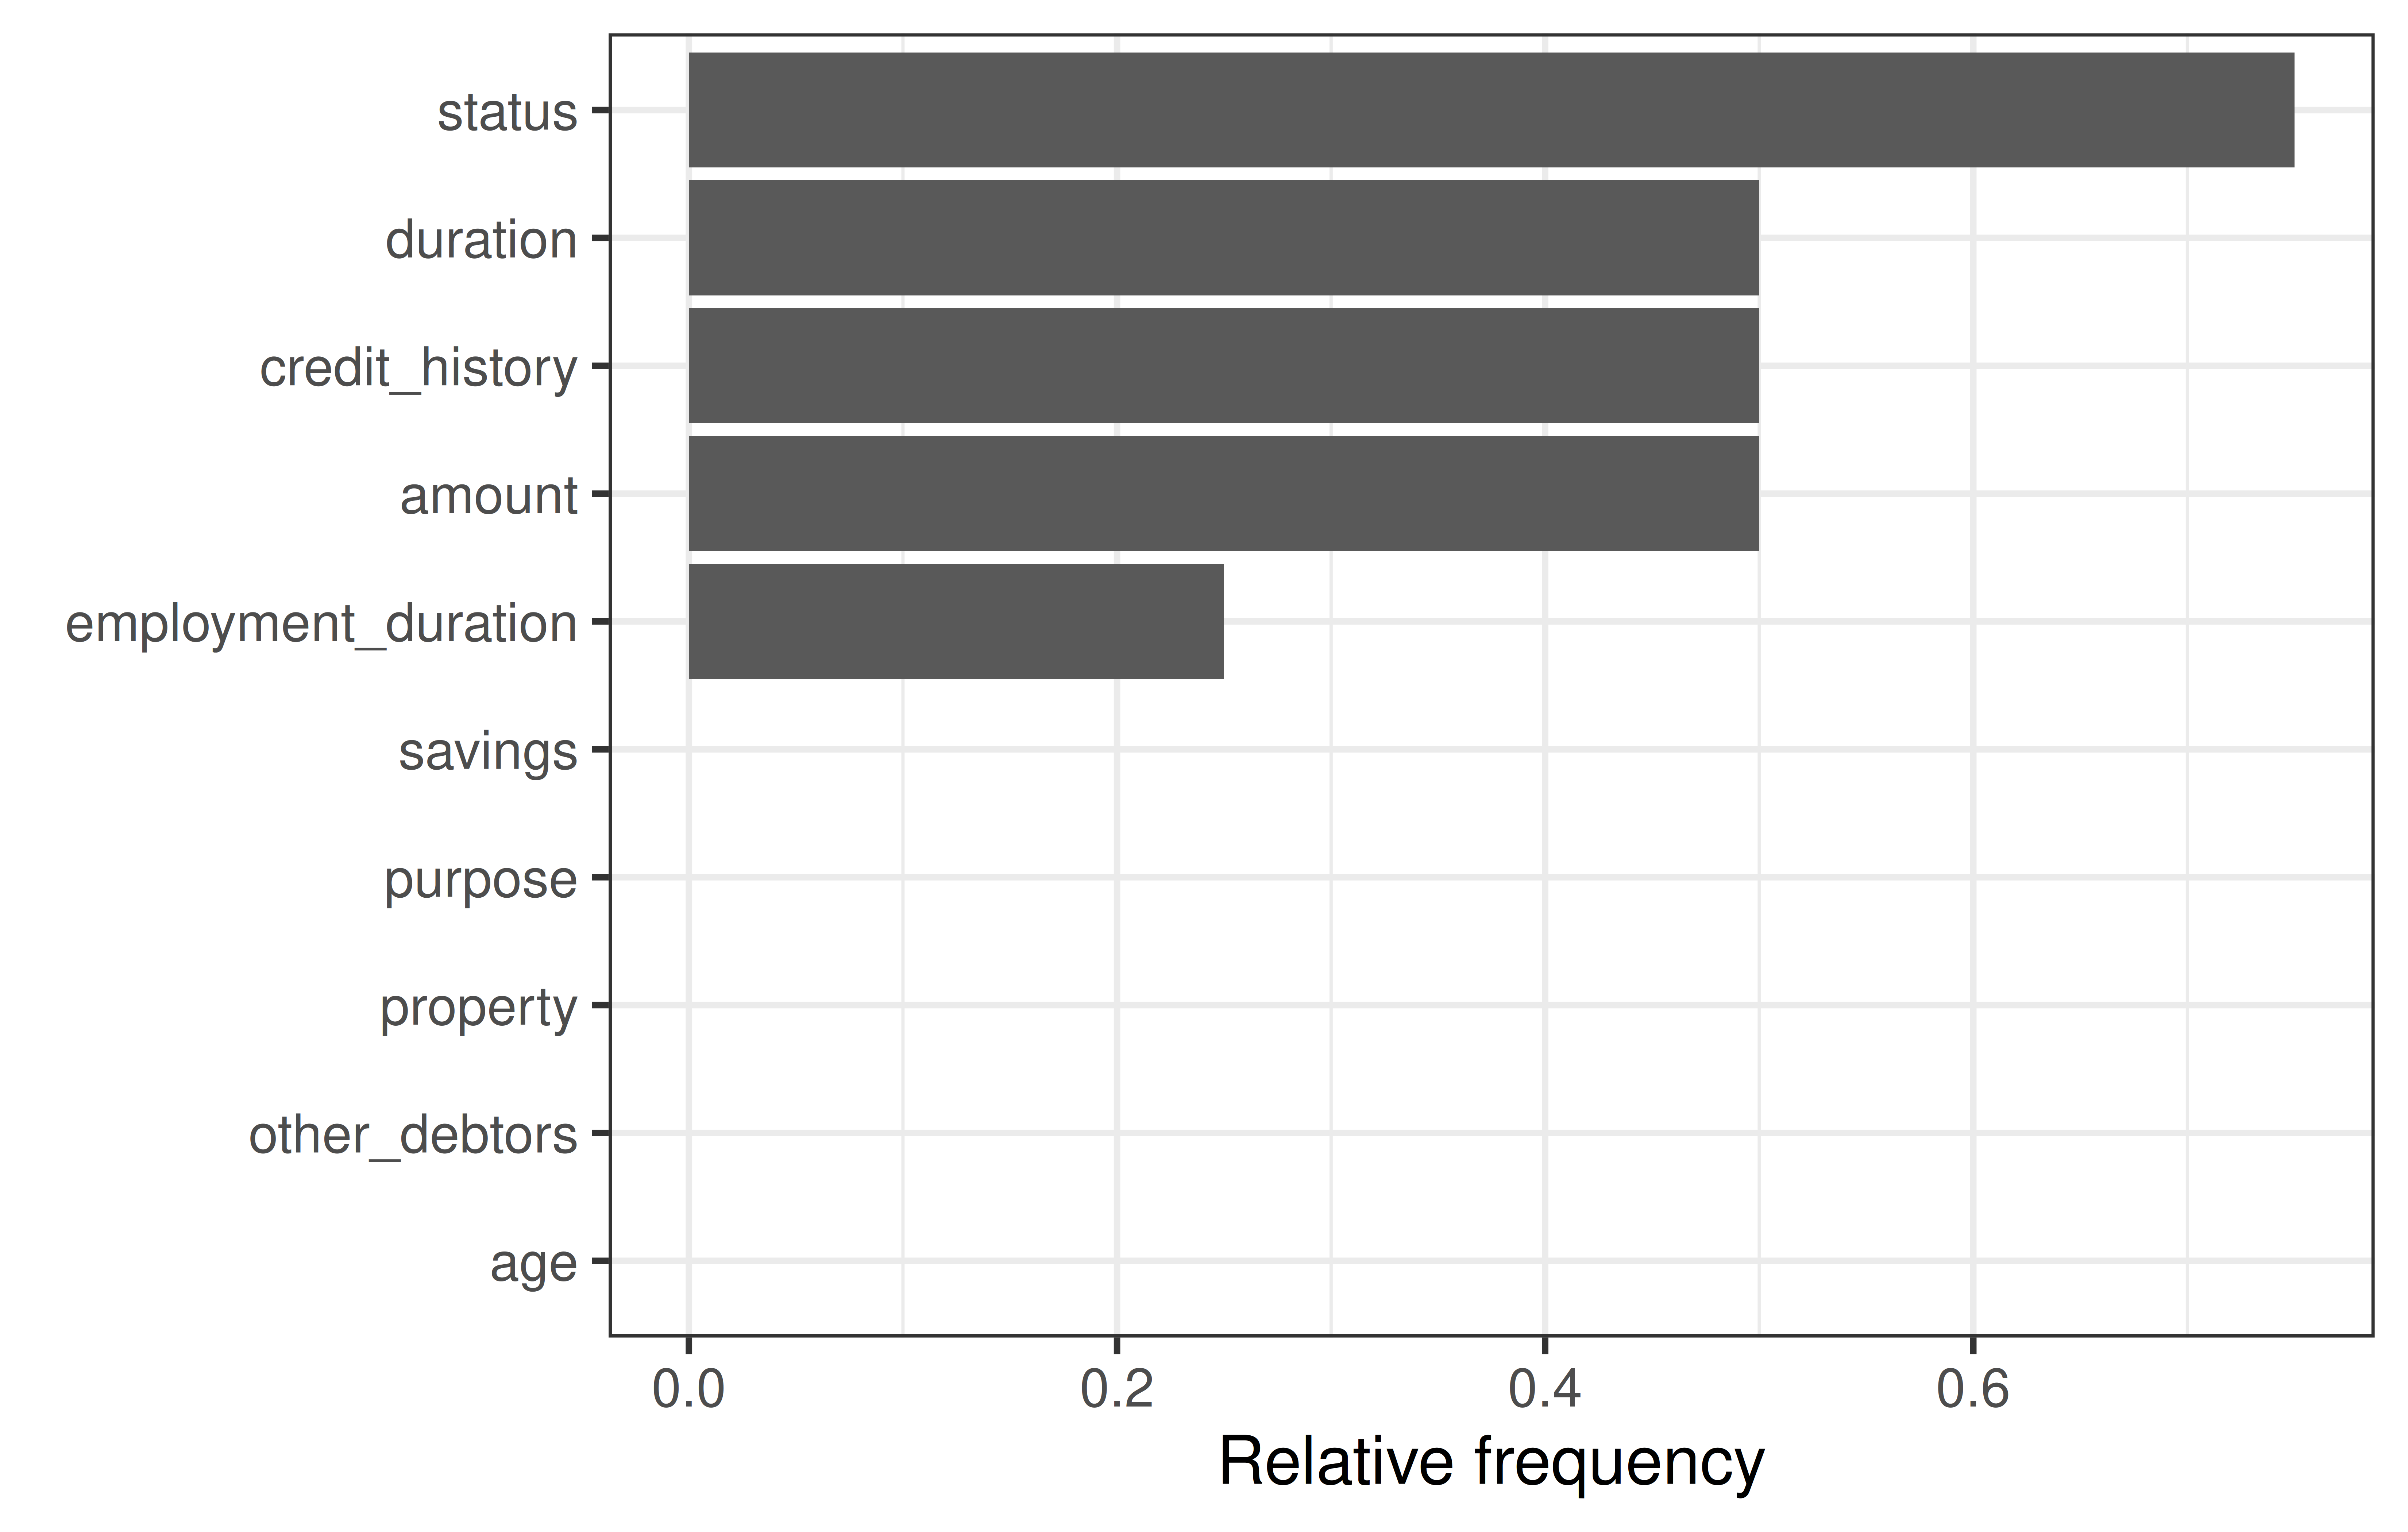 status
duration
credit_history
amount
employment_duration
savings
purpose
property
other_debtors
age
0.0 0.2 0.4 0.6
Relative frequency